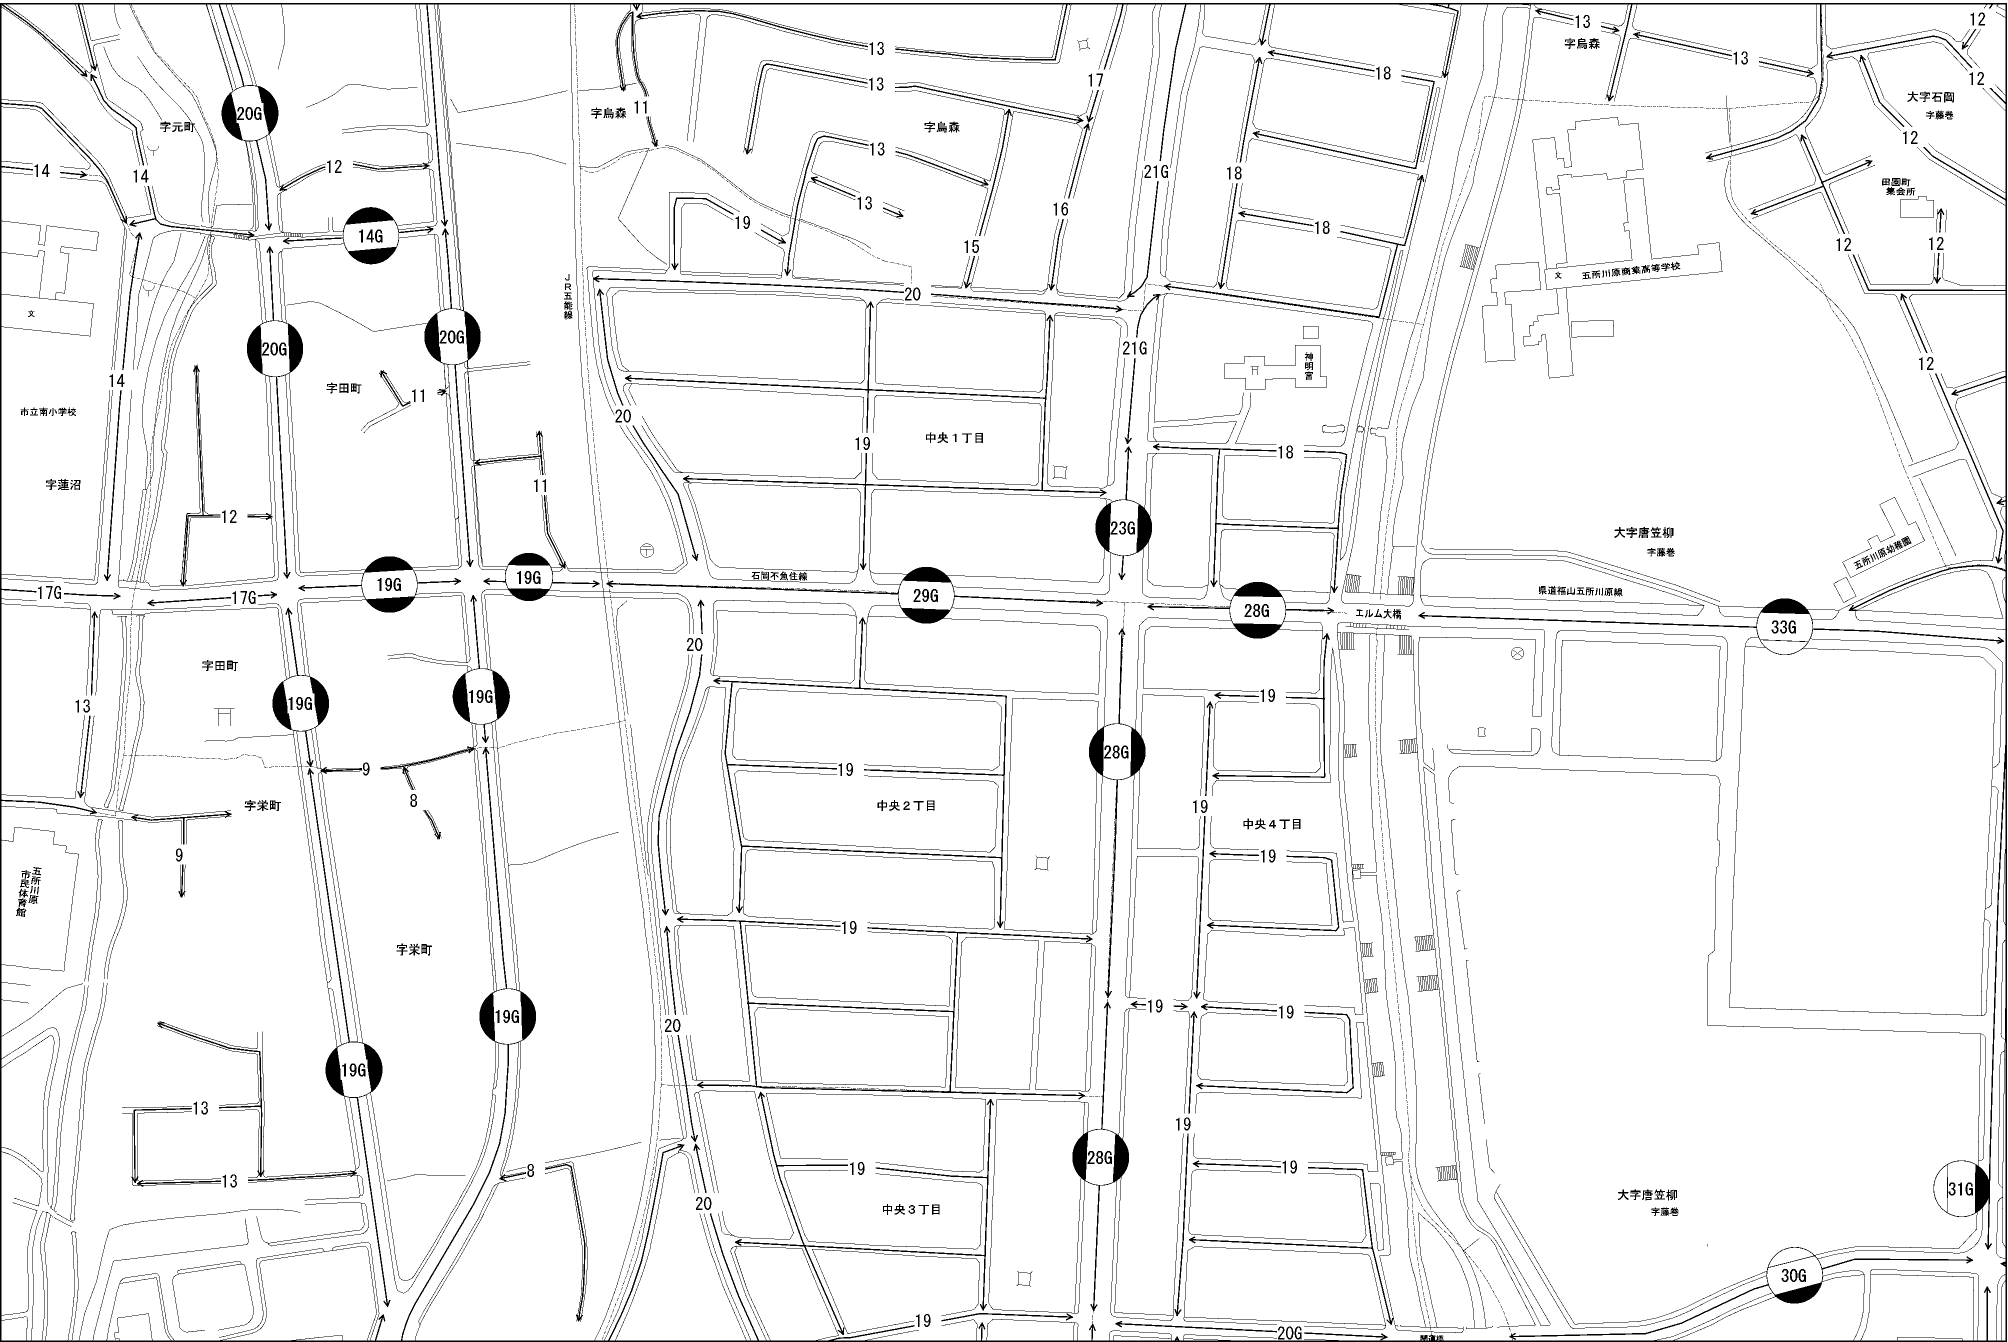 12
13
13
字烏森
13
字烏森
13
17
18
13
12
20G
11
字烏森
13
大字石岡
字藤巻
字元町
12
14
14
12
13
21G
18
田園町
集会所
13
19
16
18
14G
15
12
12
五所川原商業高等学校
文
JR五能線
20
文
20G
20G
21G
神明宮
14
字田町
11
20
12
市立南小学校
19
中央1丁目
18
字蓮沼
11
12
23G
大字唐笠柳
字藤巻
五所川原幼稚園
19G
19G
石岡不魚住線
29G
28G
エルム大橋
県道福山五所川原線
33G
17G
17G
字田町
20
13
19G
19G
19
28G
9
19
8
字栄町
中央2丁目
19
中央4丁目
9
19
五所川原
市民体育館
字栄町
19
19G
20
19
19
19G
13
19
28G
13
8
19
19
20
中央3丁目
大字唐笠柳
字藤巻
31G
30G
19
20G